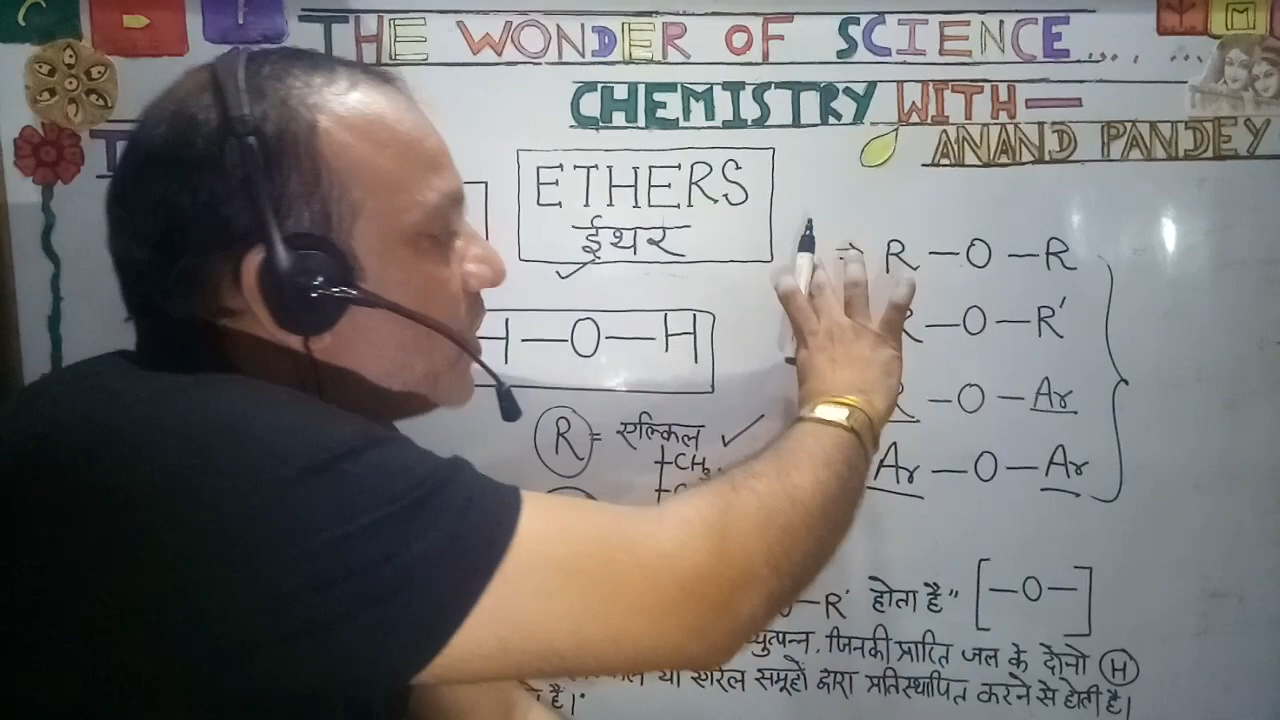 THE WONDER OF SCIENCE....
CHEMISTRY WITH—
ANAND PANDEY
ETHERS
ईथर
R—O—R
H—O—H
R—O—R'
R—O—Ar
Ar—O—Ar
R = एल्किल
CH3
—R' होता है" [—O—]
व्युत्पन्न, जिनकी प्राप्ति जल के दोनो H
या एरिल समूहों द्वारा प्रतिस्थापित करने से होती है।
है।"